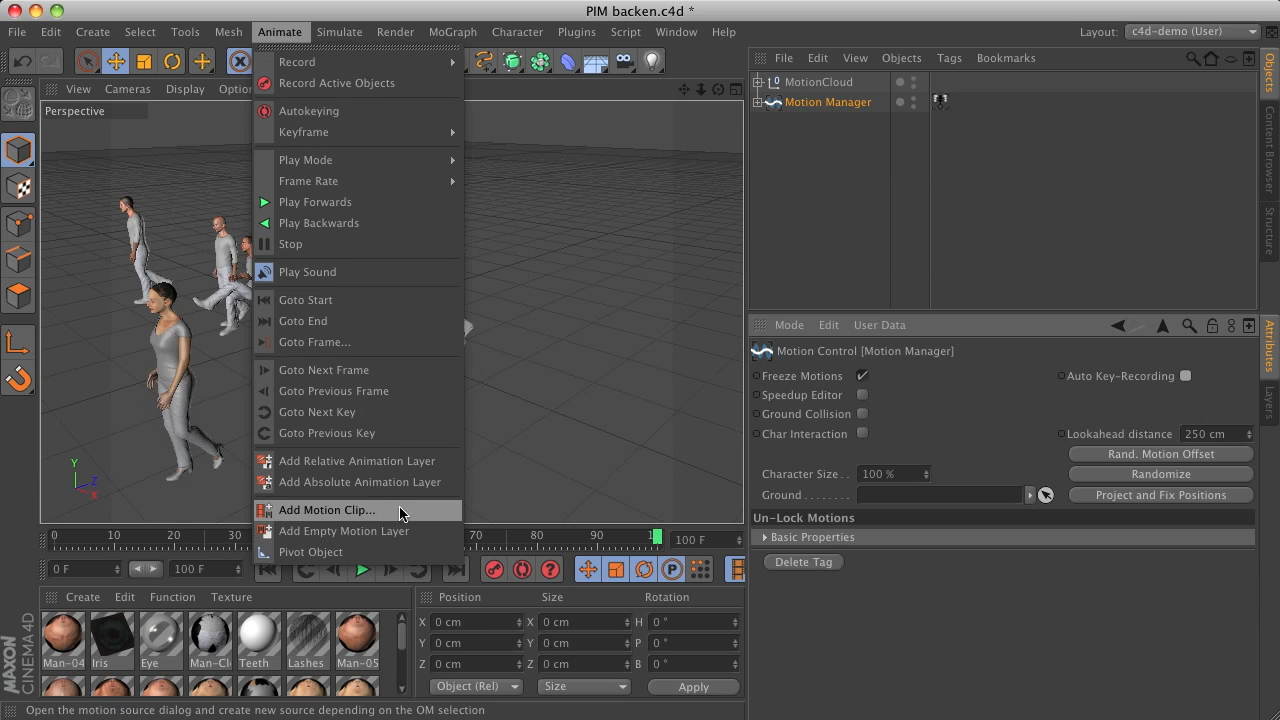 PIM backen.c4d *
File Edit Create Select Tools Mesh Animate Simulate Render MoGraph Character Plugins Script Window Help Layout: c4d-demo (User)
View Cameras Display
Perspective
Record
Record Active Objects
Autokeying
Keyframe
Play Mode
Frame Rate
Play Forwards
Play Backwards
Stop
Play Sound
Goto Start
Goto End
Goto Frame...
Goto Next Frame
Goto Previous Frame
Goto Next Key
Goto Previous Key
Add Relative Animation Layer
Add Absolute Animation Layer
Add Motion Clip...
Add Empty Motion Layer
Pivot Object
File Edit View Objects Tags Bookmarks
MotionCloud
Motion Manager
Objects
Content Browser
Structure
Mode Edit User Data
Motion Control [Motion Manager]
Freeze Motions Auto Key-Recording
Speedup Editor
Ground Collision
Char Interaction Lookahead distance 250 cm
Rand. Motion Offset
Character Size . . 100 % Randomize
Ground . . . . . . . . Project and Fix Positions
Un-Lock Motions
Basic Properties
Delete Tag
Attributes
Layers
0 10 20 30 70 80 90 100 F
0 F 100 F
Create Edit Function Texture
Man-04 Iris Eye Man-Cl Teeth Lashes Man-05
Position Size Rotation
X 0 cm X 0 cm H 0 °
Y 0 cm Y 0 cm P 0 °
Z 0 cm Z 0 cm B 0 °
Object (Rel) Size Apply
MAXON
CINEMA 4D
Open the motion source dialog and create new source depending on the OM selection